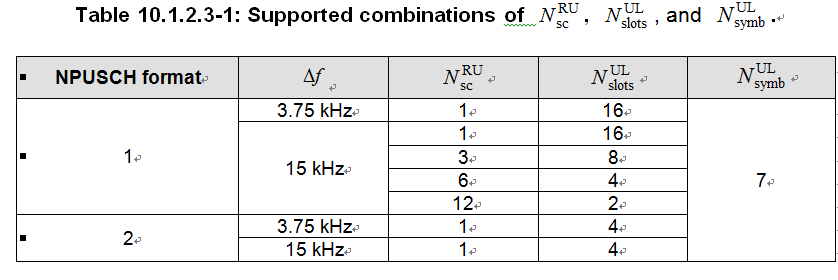 Table 10.1.2.3-1: Supported combinations of N_sc^RU, N_slots^UL, and N_symb^UL.
NPUSCH format Δf N_sc^RU N_slots^UL N_symb^UL
3.75 kHz 1 16
1 16
1 15 kHz 3 8
6 4 7
12 2
2 3.75 kHz 1 4
15 kHz 1 4